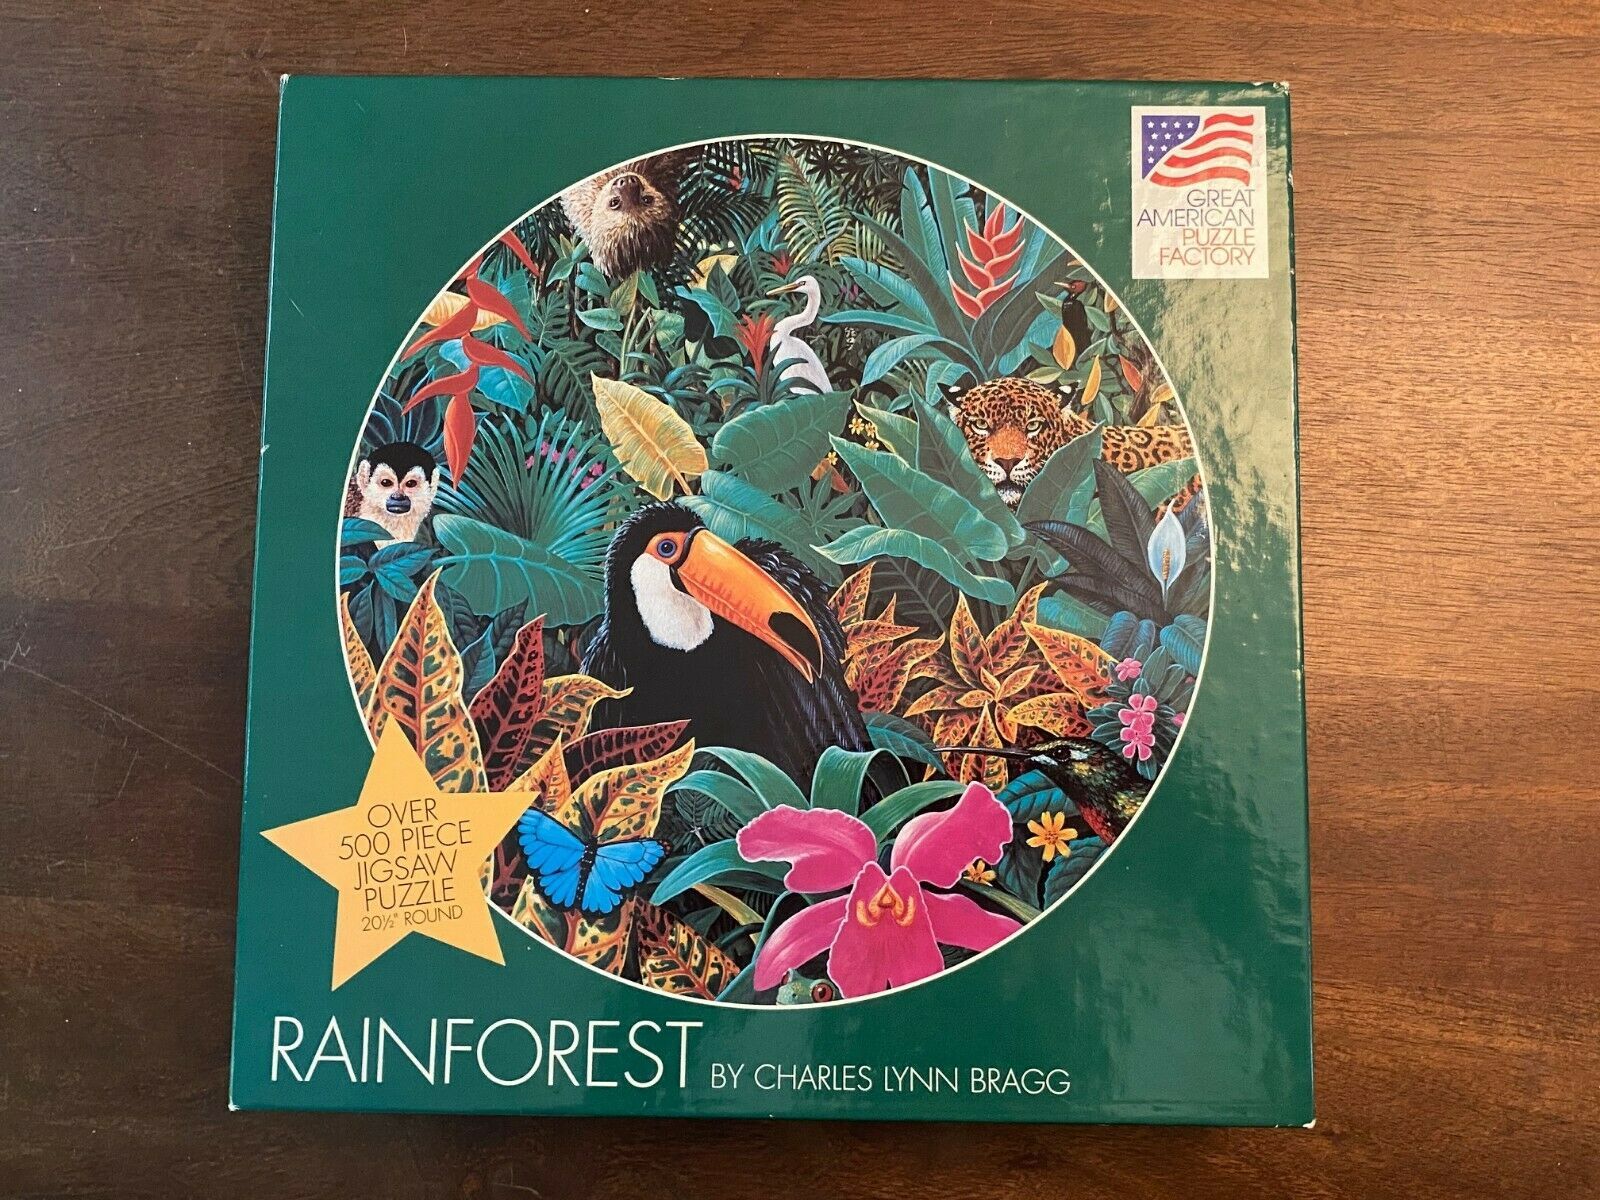 GREAT
AMERICAN
PUZZLE
FACTORY
OVER
500 PIECE
JIGSAW
PUZZLE
20½" ROUND
RAINFOREST BY CHARLES LYNN BRAGG